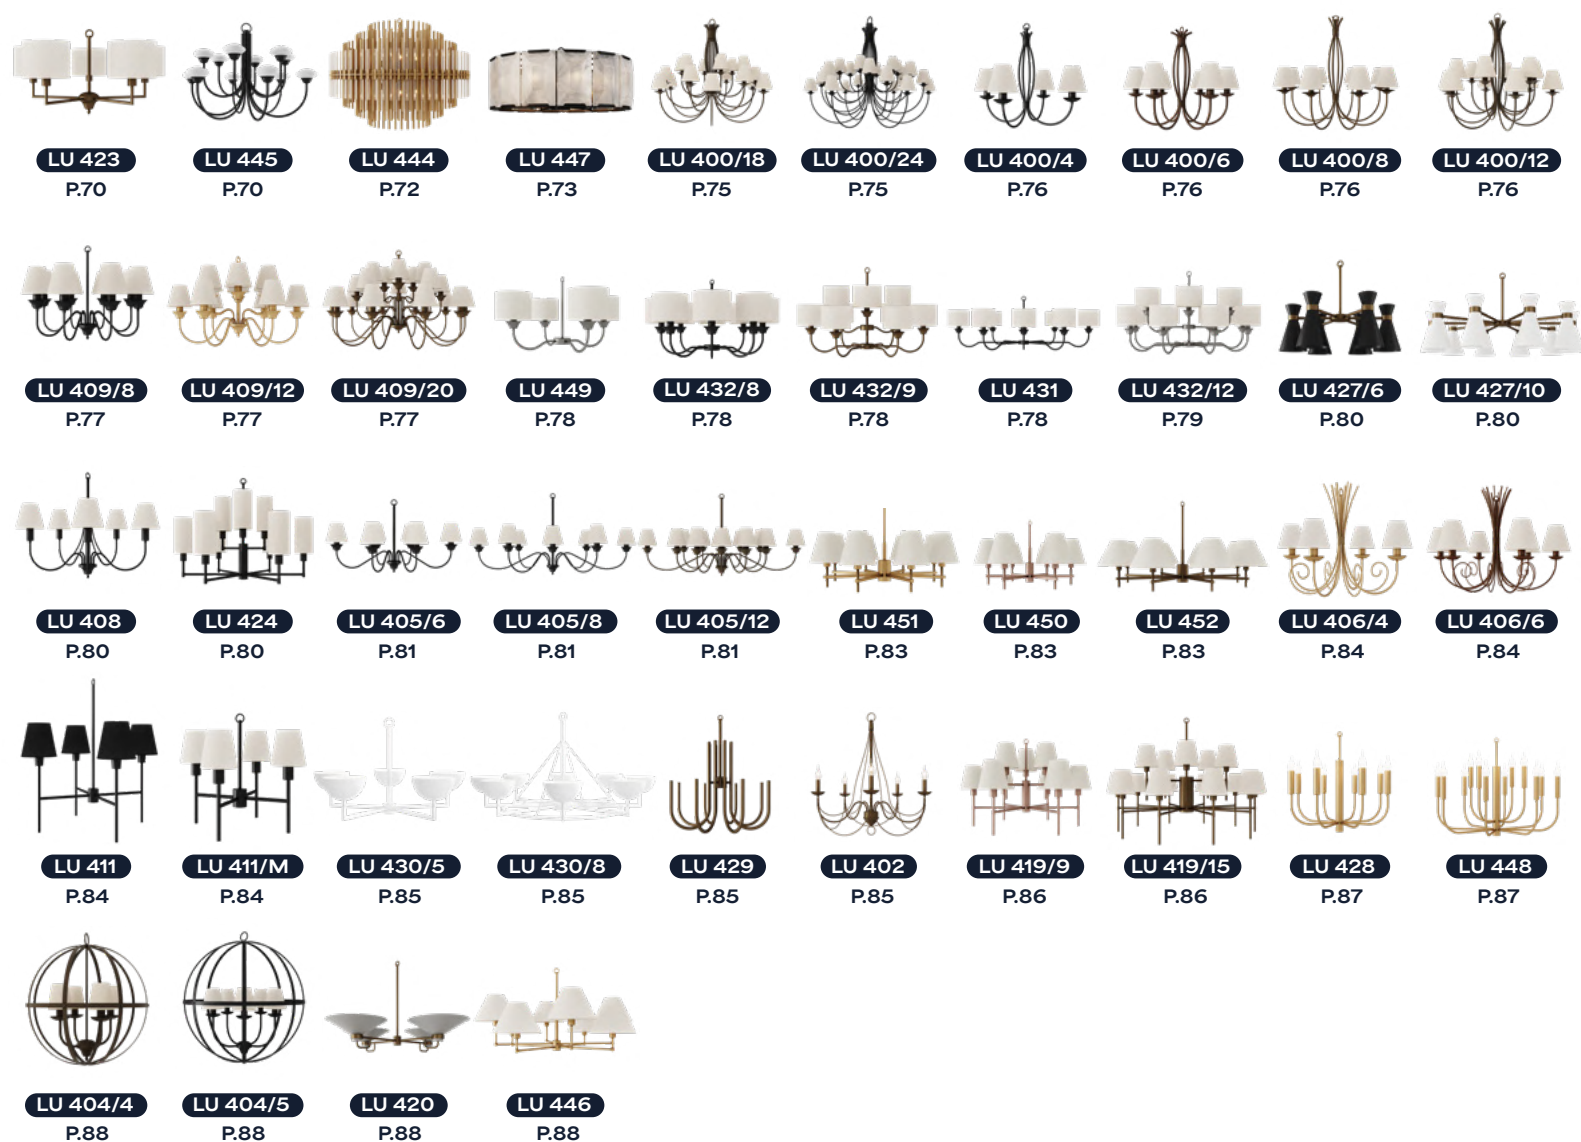 LU 423 LU 445 LU 444 LU 447 LU 400/18 LU 400/24 LU 400/4 LU 400/6 LU 400/8 LU 400/12
P.70 P.70 P.72 P.73 P.75 P.75 P.76 P.76 P.76 P.76
LU 409/8 LU 409/12 LU 409/20 LU 449 LU 432/8 LU 432/9 LU 431 LU 432/12 LU 427/6 LU 427/10
P.77 P.77 P.77 P.78 P.78 P.78 P.78 P.79 P.80 P.80
LU 408 LU 424 LU 405/6 LU 405/8 LU 405/12 LU 451 LU 450 LU 452 LU 406/4 LU 406/6
P.80 P.80 P.81 P.81 P.81 P.83 P.83 P.83 P.84 P.84
LU 411 LU 411/M LU 430/5 LU 430/8 LU 429 LU 402 LU 419/9 LU 419/15 LU 428 LU 448
P.84 P.84 P.85 P.85 P.85 P.85 P.86 P.86 P.87 P.87
LU 404/4 LU 404/5 LU 420 LU 446
P.88 P.88 P.88 P.88